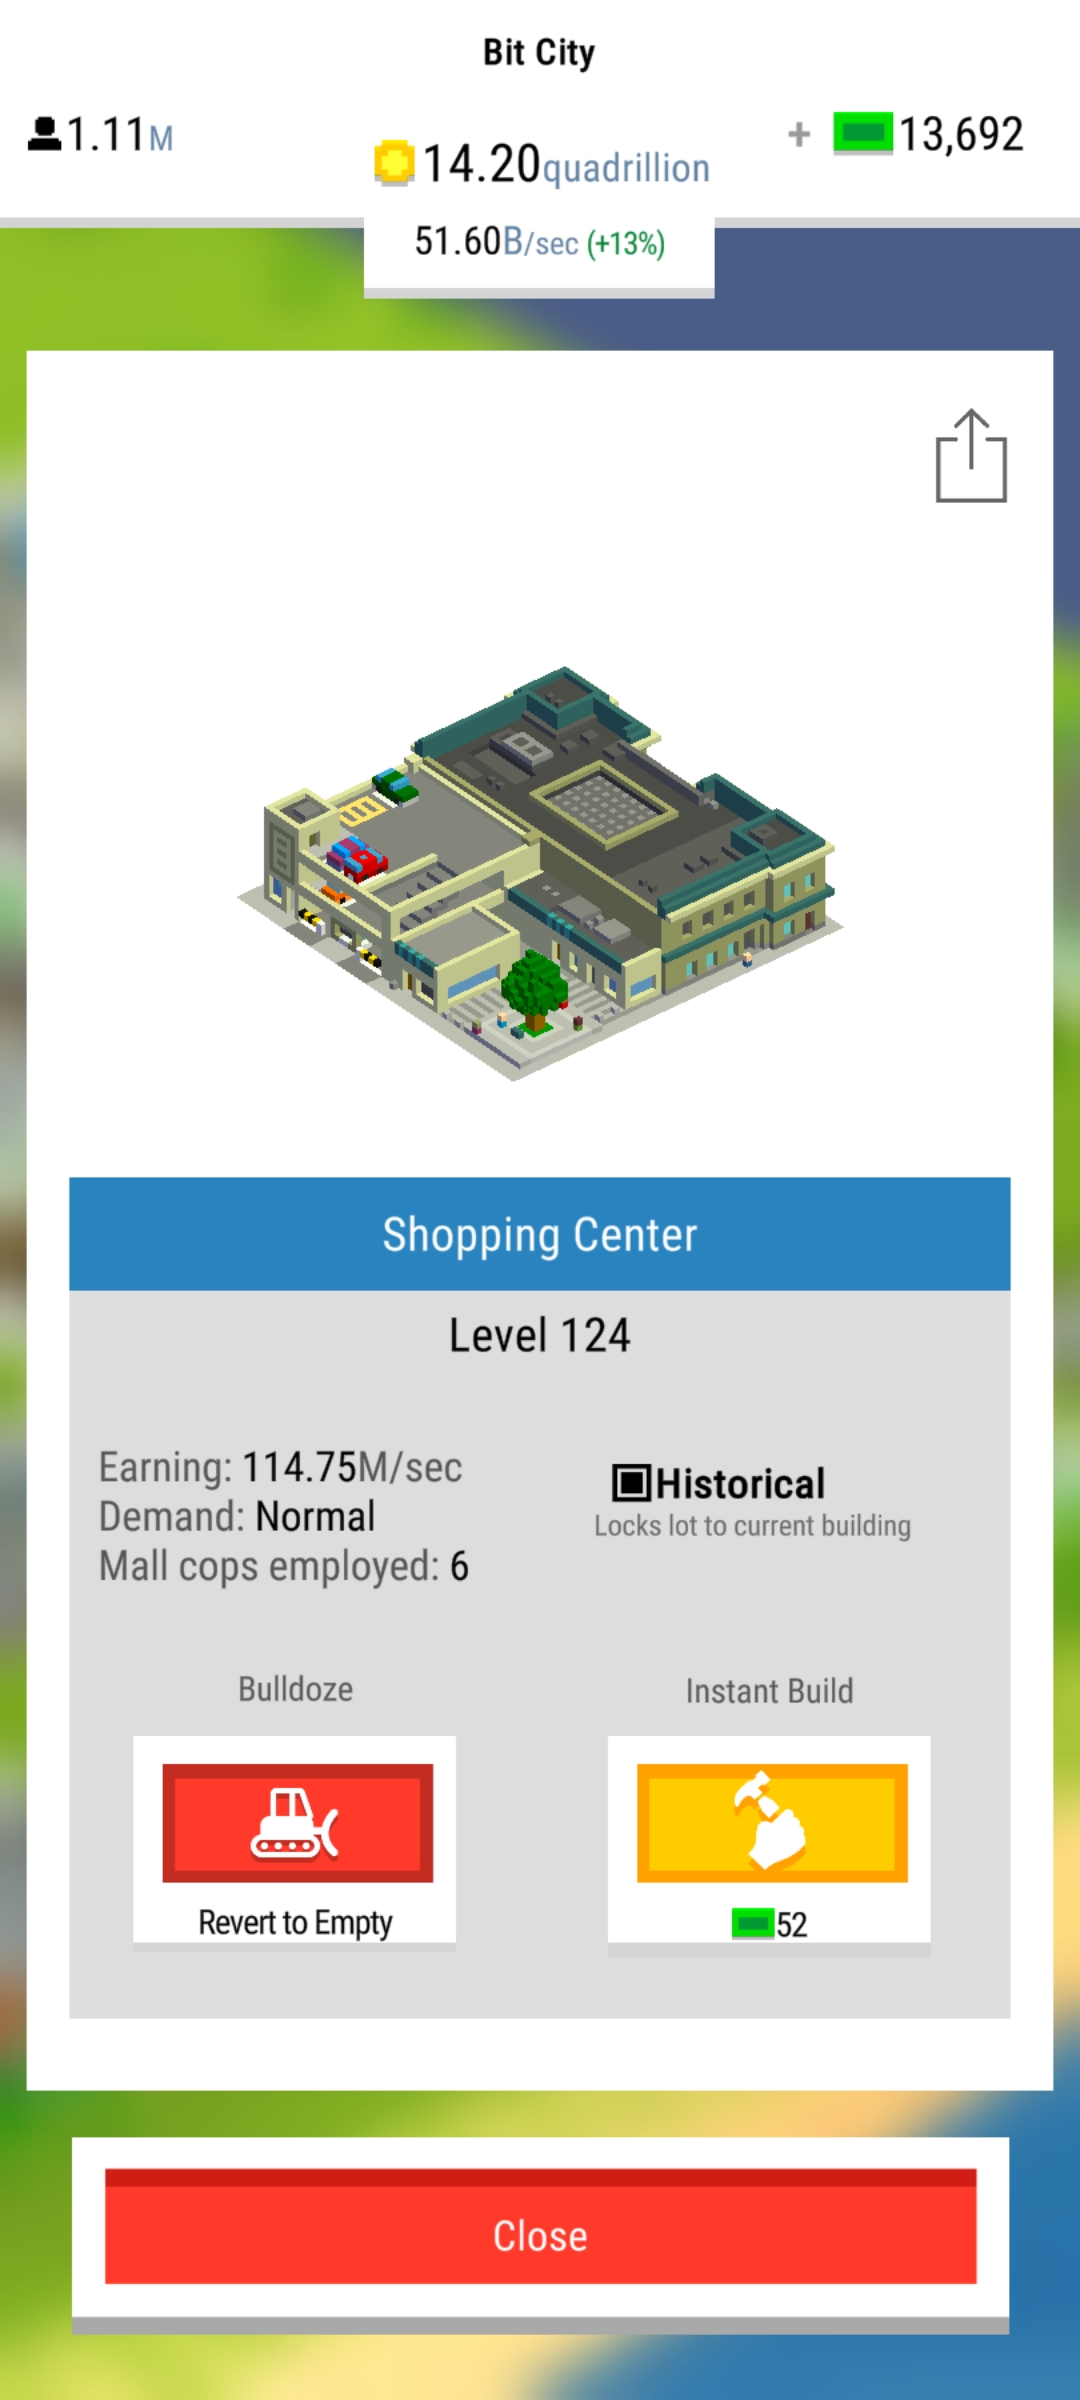 Bit City
1.11M
14.20quadrillion
+ 13,692
51.60B/sec (+13%)
Shopping Center
Level 124
Earning: 114.75M/sec
Demand: Normal
Mall cops employed: 6
Historical
Locks lot to current building
Bulldoze
Instant Build
Revert to Empty
52
Close